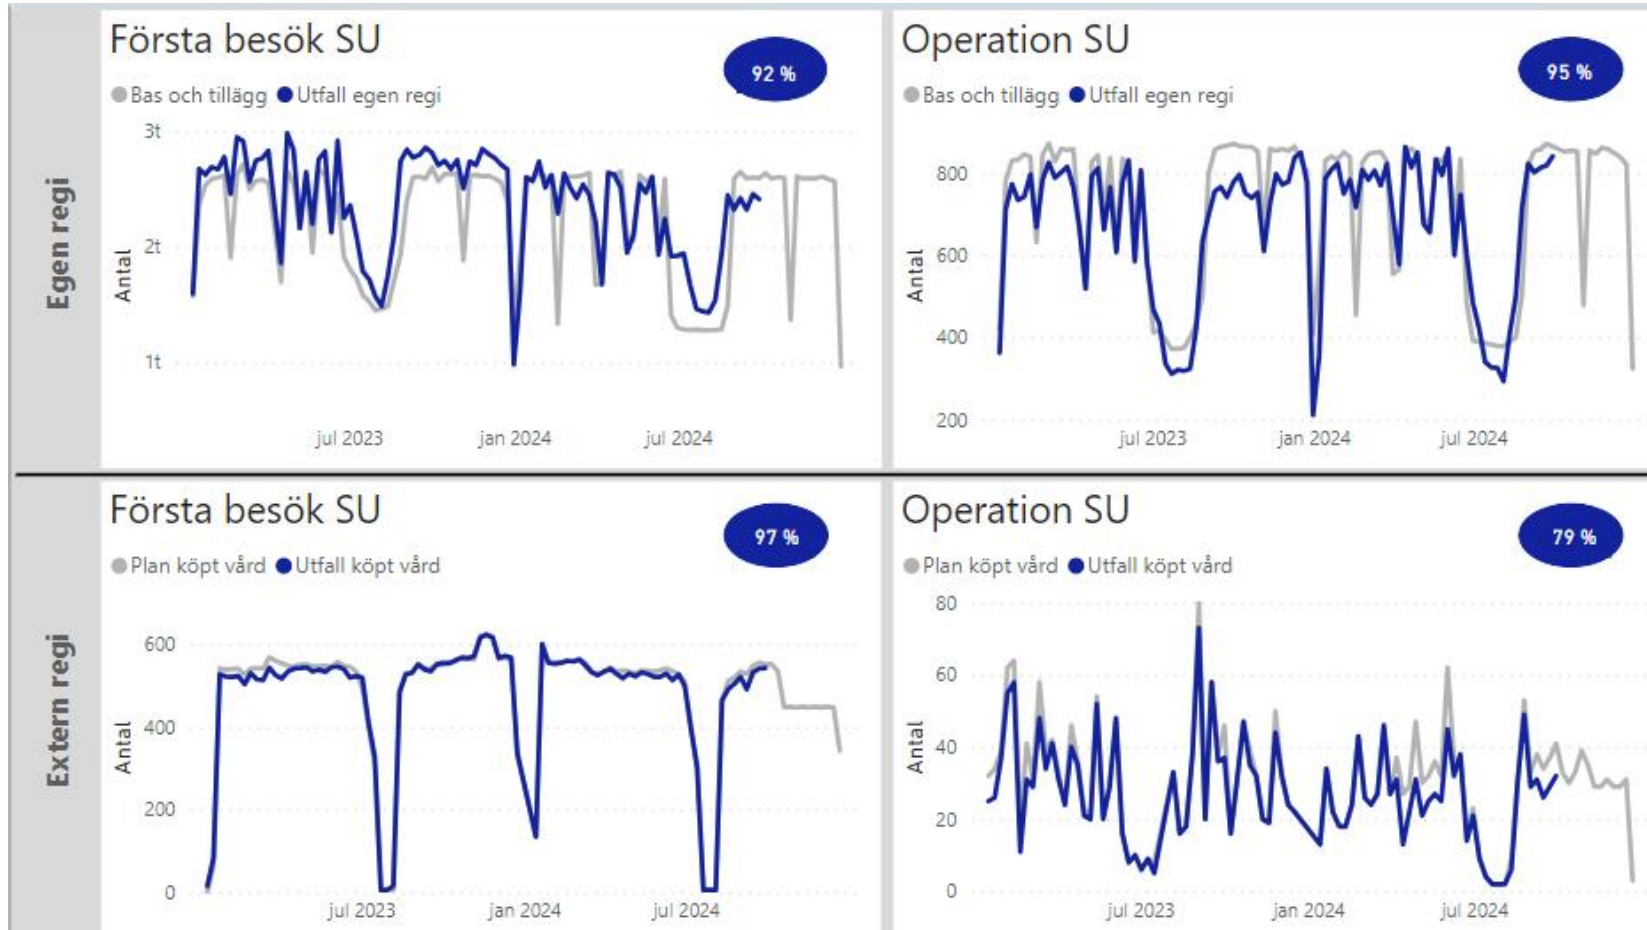 Egen regi
Första besök SU
92 %
Bas och tillägg Utfall egen regi
Antal
3t
2t
1t
jul 2023 jan 2024 jul 2024
Operation SU
95 %
Bas och tillägg Utfall egen regi
Antal
800
600
400
200
jul 2023 jan 2024 jul 2024
Extern regi
Första besök SU
97 %
Plan köpt vård Utfall köpt vård
Antal
600
400
200
0
jul 2023 jan 2024 jul 2024
Operation SU
79 %
Plan köpt vård Utfall köpt vård
Antal
80
60
40
20
0
jul 2023 jan 2024 jul 2024